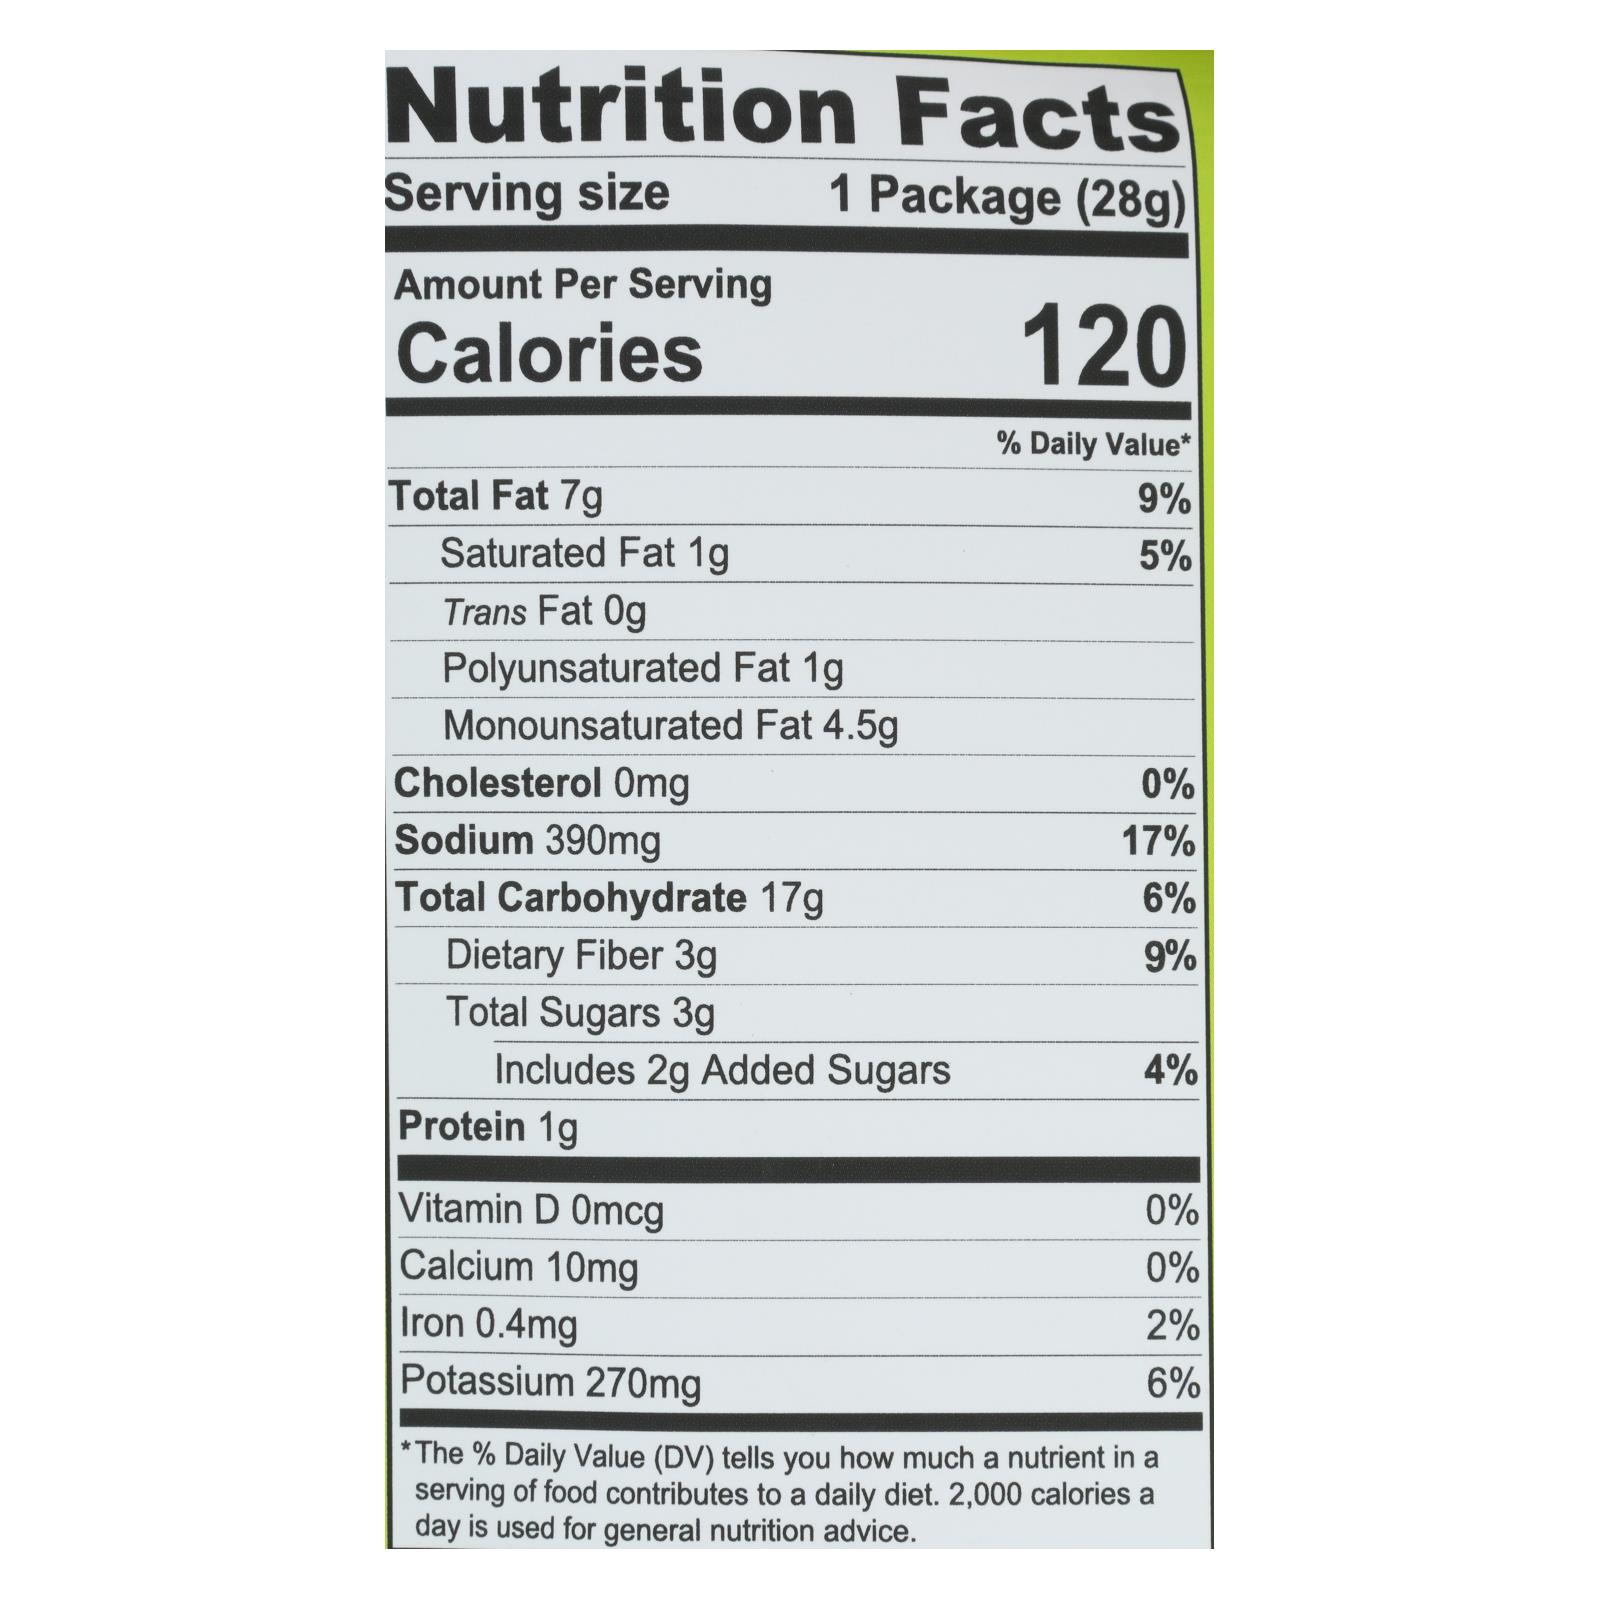 Nutrition Facts
Serving size 1 Package (28g)
Amount Per Serving
Calories 120
% Daily Value*
Total Fat 7g 9%
Saturated Fat 1g 5%
Trans Fat 0g
Polyunsaturated Fat 1g
Monounsaturated Fat 4.5g
Cholesterol 0mg 0%
Sodium 390mg 17%
Total Carbohydrate 17g 6%
Dietary Fiber 3g 9%
Total Sugars 3g
Includes 2g Added Sugars 4%
Protein 1g
Vitamin D 0mcg 0%
Calcium 10mg 0%
Iron 0.4mg 2%
Potassium 270mg 6%
*The % Daily Value (DV) tells you how much a nutrient in a
serving of food contributes to a daily diet. 2,000 calories a
day is used for general nutrition advice.